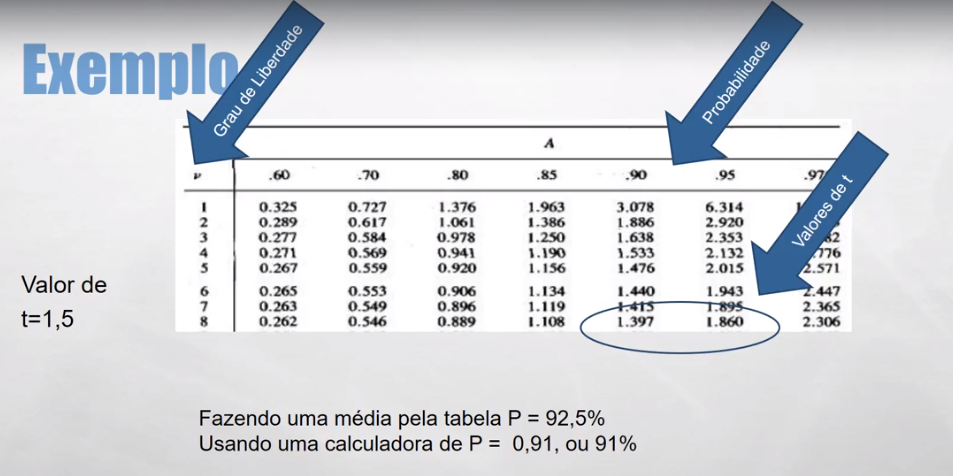 Exemplo
Grau de Liberdade
Probabilidade
Valores de t
A
ν .60 .70 .80 .85 .90 .95 .97
1 0.325 0.727 1.376 1.963 3.078 6.314
2 0.289 0.617 1.061 1.386 1.886 2.920
3 0.277 0.584 0.978 1.250 1.638 2.353
4 0.271 0.569 0.941 1.190 1.533 2.132 .776
5 0.267 0.559 0.920 1.156 1.476 2.015 2.571
6 0.265 0.553 0.906 1.134 1.440 1.943 2.447
7 0.263 0.549 0.896 1.119 1.415 1.895 2.365
8 0.262 0.546 0.889 1.108 1.397 1.860 2.306
Valor de
t=1,5
Fazendo uma média pela tabela P = 92,5%
Usando uma calculadora de P = 0,91, ou 91%